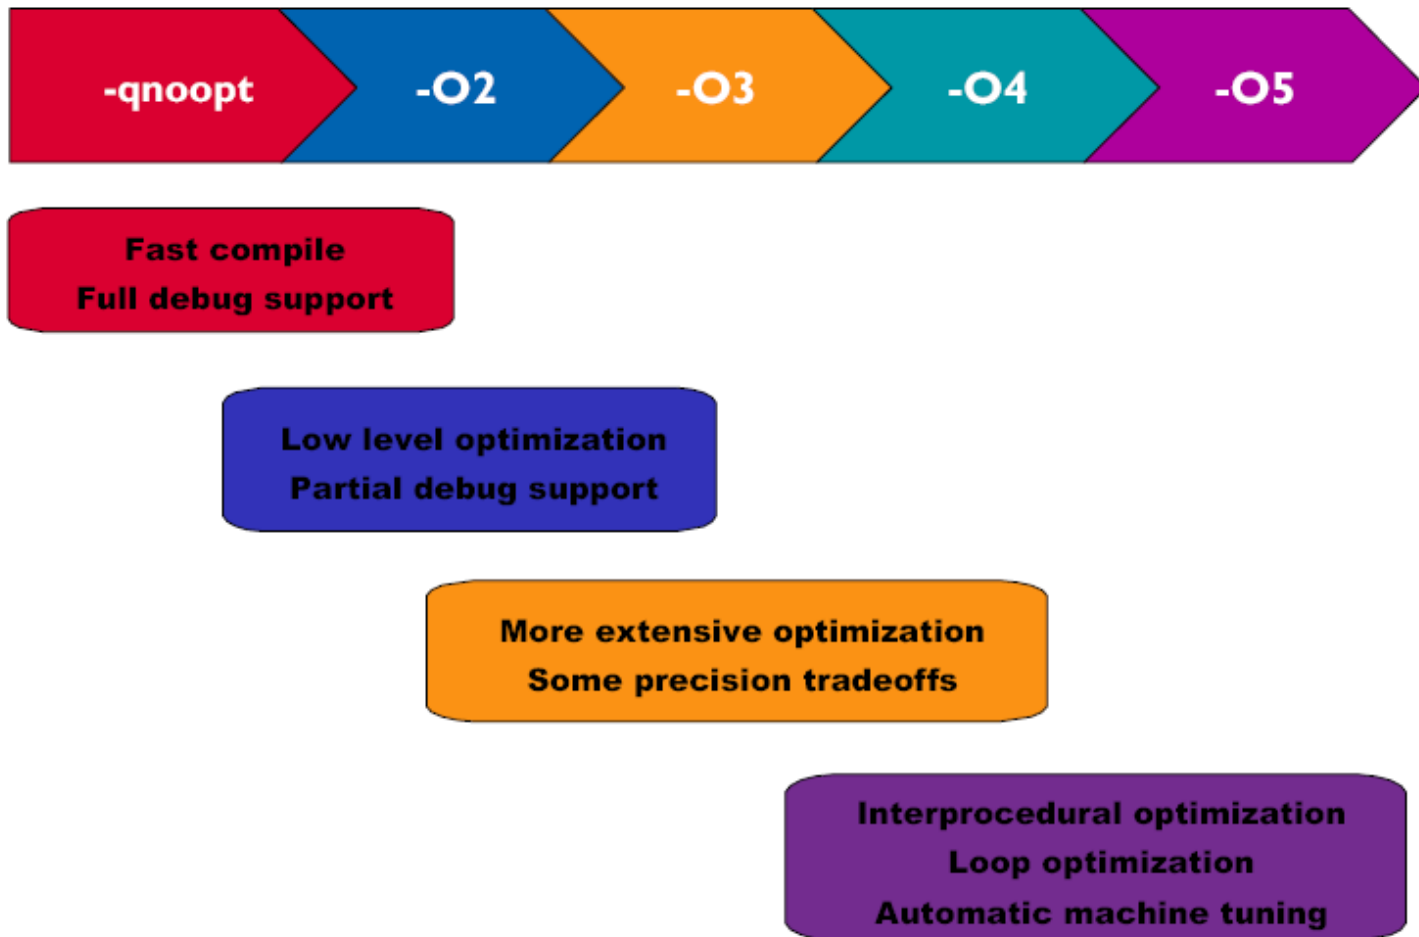 -qnoopt -O2 -O3 -O4 -O5
Fast compile
Full debug support
Low level optimization
Partial debug support
More extensive optimization
Some precision tradeoffs
Interprocedural optimization
Loop optimization
Automatic machine tuning